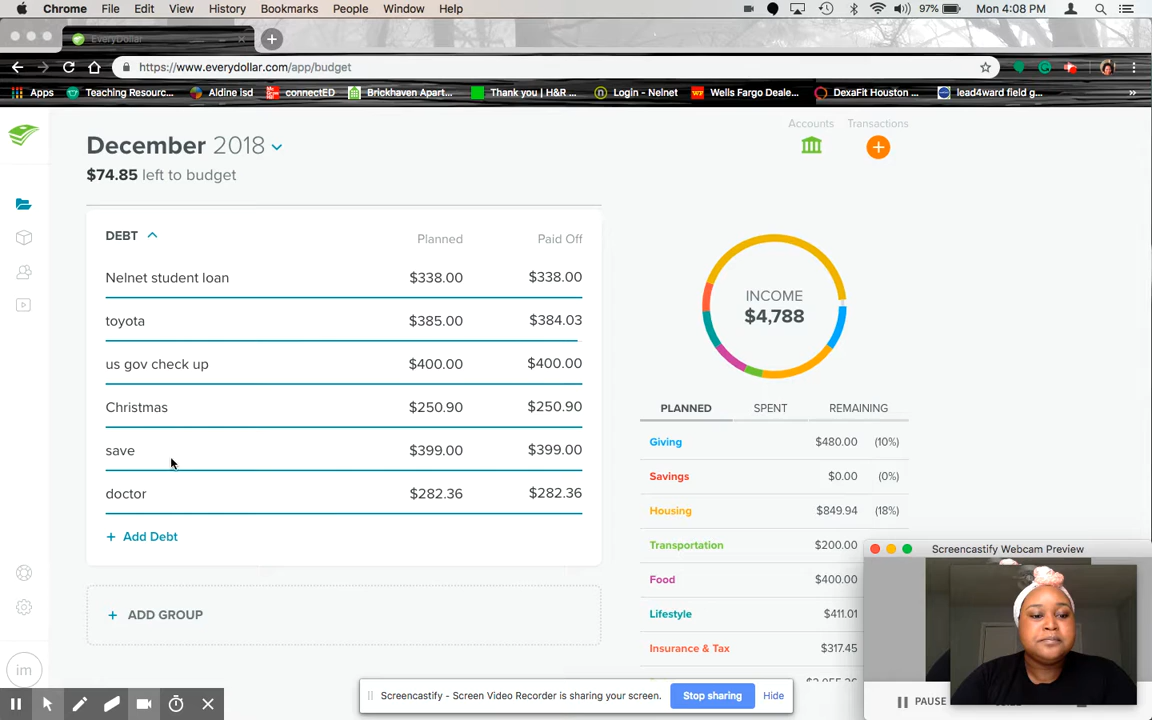 Chrome File Edit View History Bookmarks People Window Help 97% Mon 4:08 PM
EveryDollar
https://www.everydollar.com/app/budget
Apps Teaching Resourc... Aldine isd connectED Brickhaven Apart... Thank you | H&R ... Login - Nelnet Wells Fargo Deale... DexaFit Houston ... lead4ward field g... »
December 2018
$74.85 left to budget
Accounts Transactions
DEBT Planned Paid Off
Nelnet student loan $338.00 $338.00
toyota $385.00 $384.03
us gov check up $400.00 $400.00
Christmas $250.90 $250.90
save $399.00 $399.00
doctor $282.36 $282.36
+ Add Debt
+ ADD GROUP
INCOME
$4,788
PLANNED SPENT REMAINING
Giving $480.00 (10%)
Savings $0.00 (0%)
Housing $849.94 (18%)
Transportation $200.00
Food $400.00
Lifestyle $411.01
Insurance & Tax $317.45
im
Screencastify Webcam Preview
PAUSE
Screencastify - Screen Video Recorder is sharing your screen. Stop sharing Hide